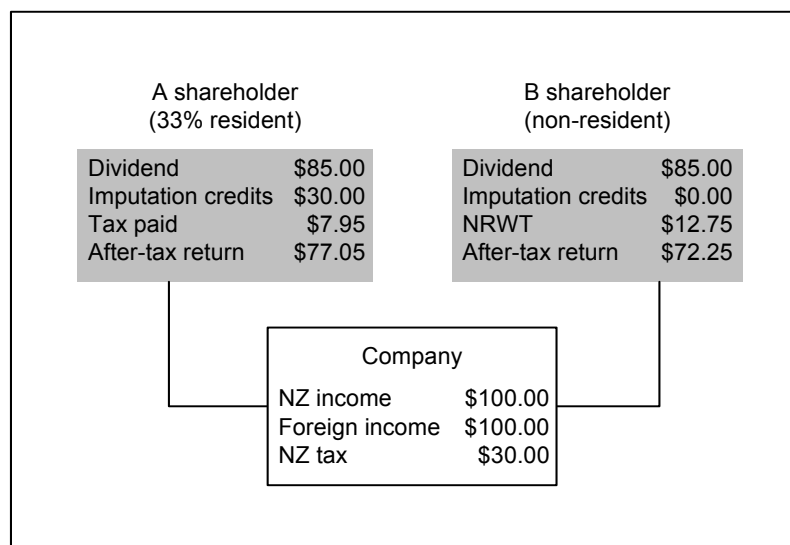 A shareholder
(33% resident)
Dividend $85.00
Imputation credits $30.00
Tax paid $7.95
After-tax return $77.05
B shareholder
(non-resident)
Dividend $85.00
Imputation credits $0.00
NRWT $12.75
After-tax return $72.25
Company
NZ income $100.00
Foreign income $100.00
NZ tax $30.00